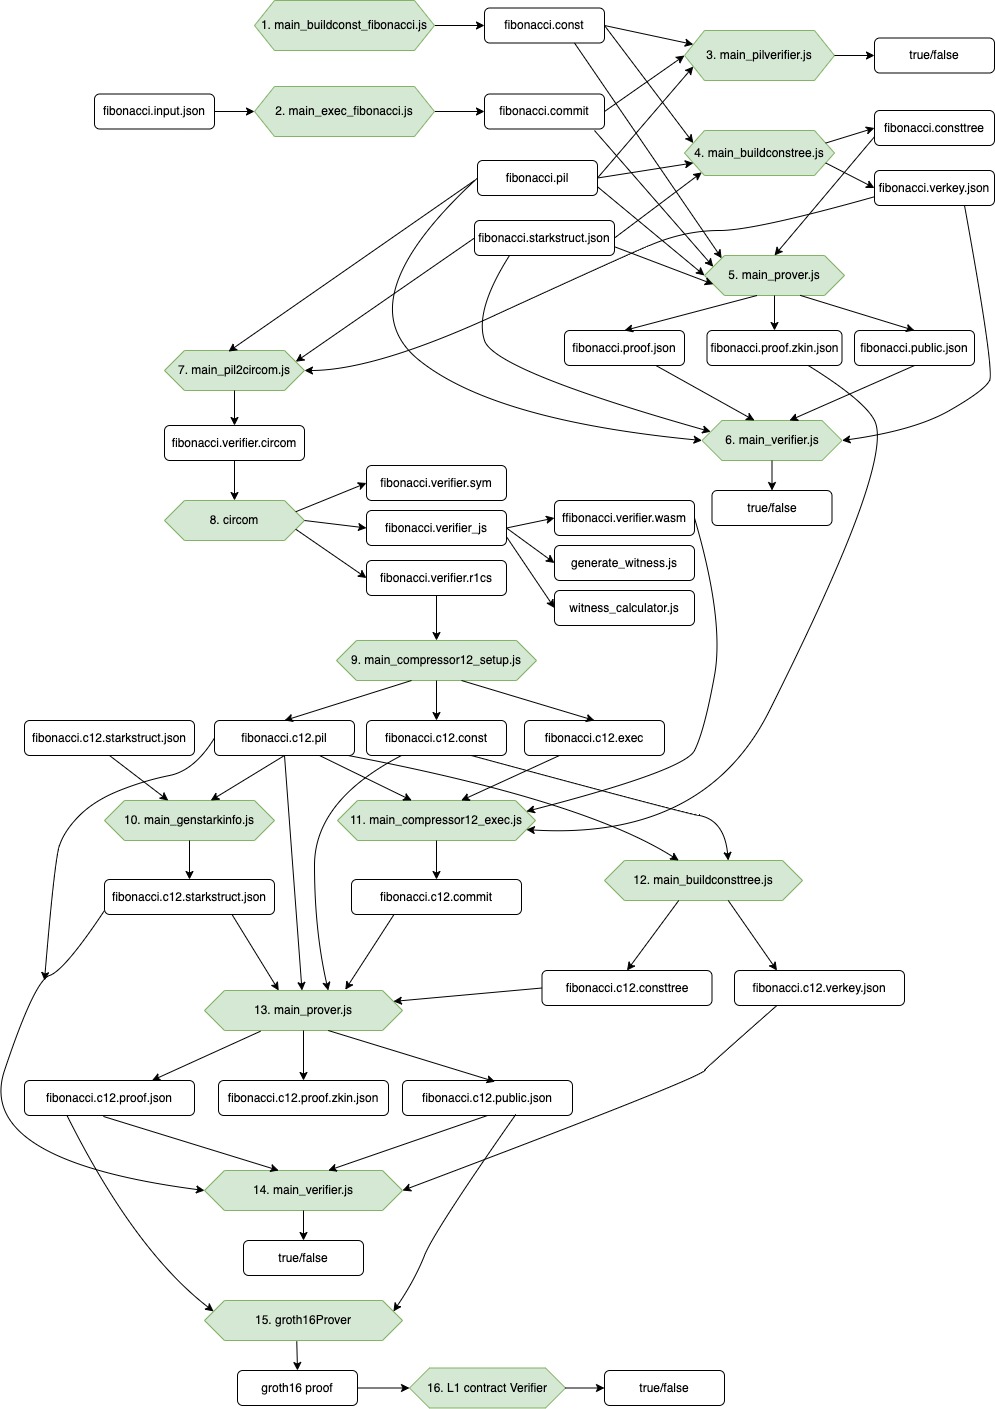 1. main_buildconst_fibonacci.js
fibonacci.const
3. main_pilverifier.js
true/false
fibonacci.input.json
2. main_exec_fibonacci.js
fibonacci.commit
fibonacci.consttree
4. main_buildconstree.js
fibonacci.pil
fibonacci.verkey.json
fibonacci.starkstruct.json
5. main_prover.js
fibonacci.proof.json
fibonacci.proof.zkin.json
fibonacci.public.json
7. main_pil2circom.js
fibonacci.verifier.circom
6. main_verifier.js
true/false
fibonacci.verifier.sym
8. circom
fibonacci.verifier_js
ffibonacci.verifier.wasm
generate_witness.js
fibonacci.verifier.r1cs
witness_calculator.js
9. main_compressor12_setup.js
fibonacci.c12.starkstruct.json
fibonacci.c12.pil
fibonacci.c12.const
fibonacci.c12.exec
10. main_genstarkinfo.js
11. main_compressor12_exec.js
12. main_buildconsttree.js
fibonacci.c12.starkstruct.json
fibonacci.c12.commit
fibonacci.c12.consttree
fibonacci.c12.verkey.json
13. main_prover.js
fibonacci.c12.proof.json
fibonacci.c12.proof.zkin.json
fibonacci.c12.public.json
14. main_verifier.js
true/false
15. groth16Prover
groth16 proof
16. L1 contract Verifier
true/false